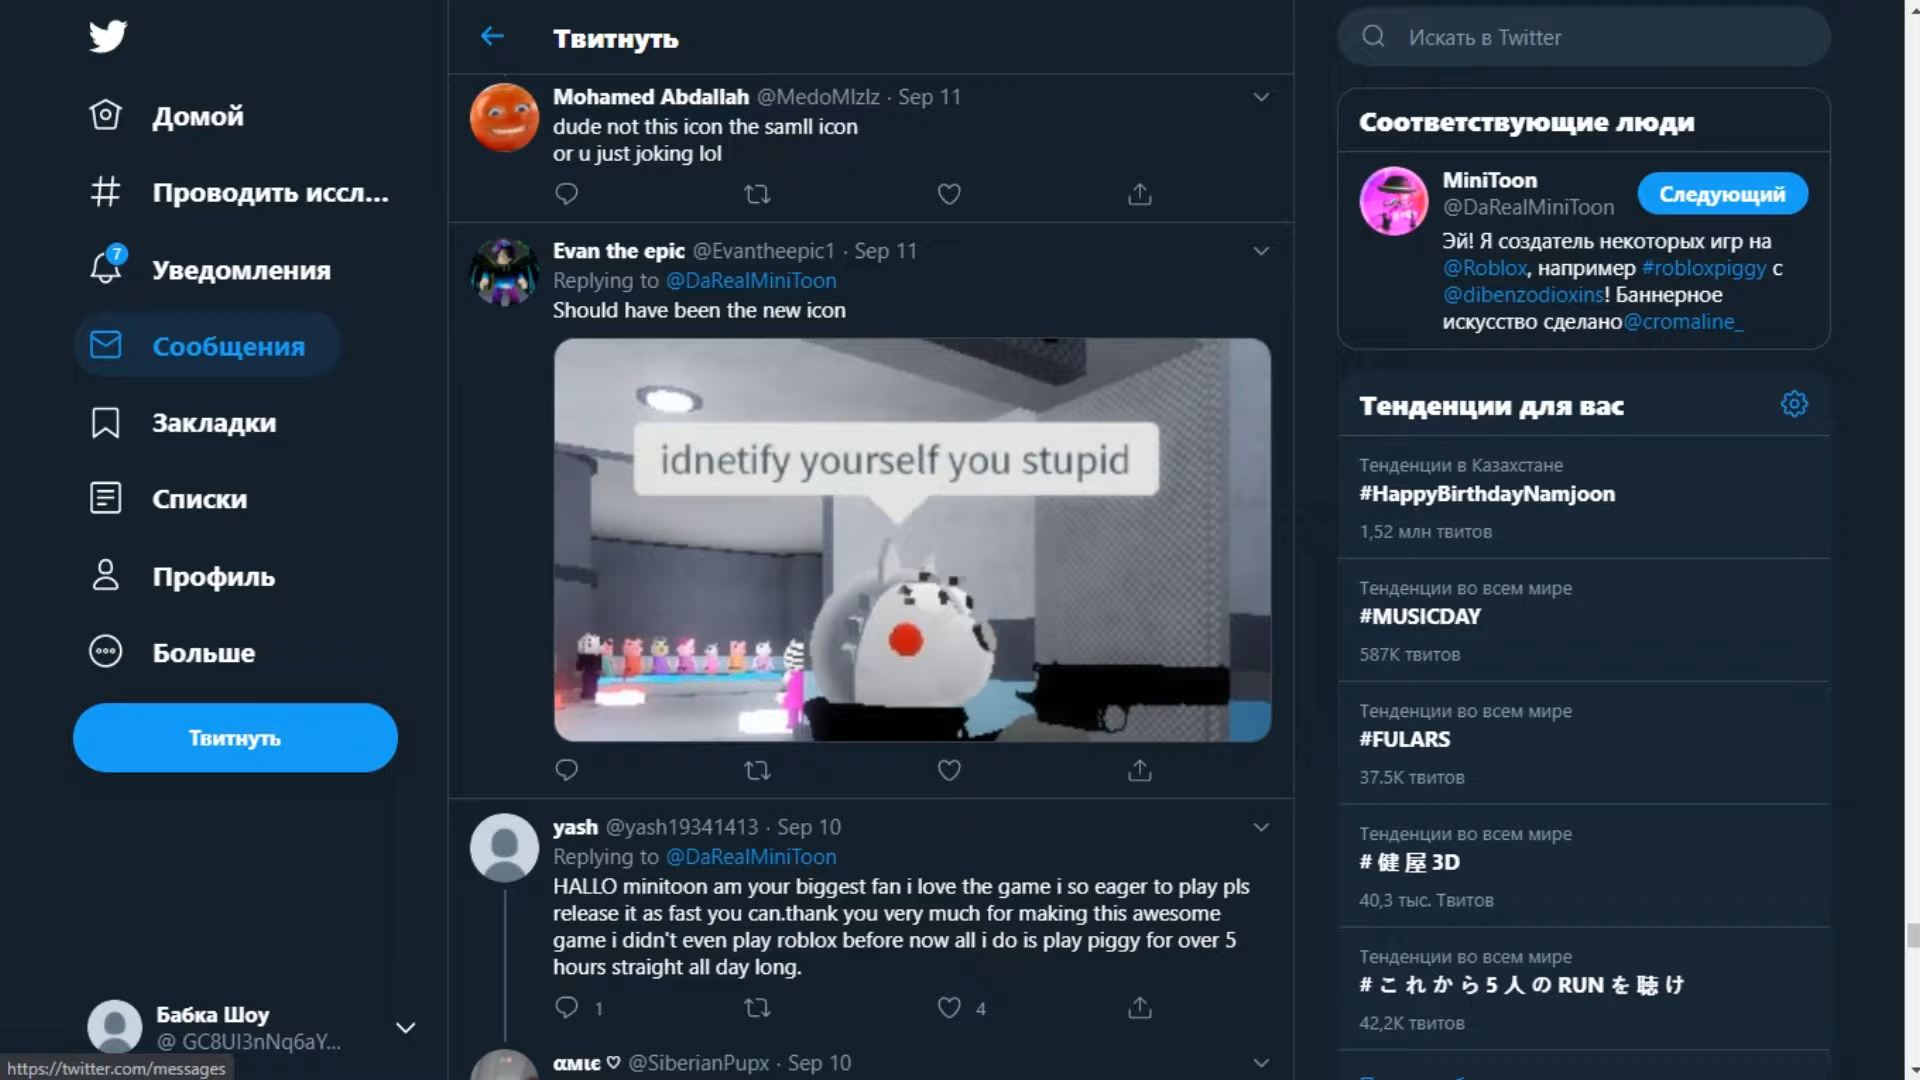 Домой
Проводить иссл...
7
Уведомления
Сообщения
Закладки
Списки
Профиль
Больше
Твитнуть
Бабка Шоу
@ GC8UI3nNq6aY...
https://twitter.com/messages
Твитнуть
Mohamed Abdallah @MedoMlzlz · Sep 11
dude not this icon the samll icon
or u just joking lol
Evan the epic @Evantheepic1 · Sep 11
Replying to @DaRealMiniToon
Should have been the new icon
idnetify yourself you stupid
yash @yash19341413 · Sep 10
Replying to @DaRealMiniToon
HALLO minitoon am your biggest fan i love the game i so eager to play pls
release it as fast you can.thank you very much for making this awesome
game i didn't even play roblox before now all i do is play piggy for over 5
hours straight all day long.
1
4
αмιє ♡ @SiberianPupx · Sep 10
Искать в Twitter
Соответствующие люди
MiniToon
@DaRealMiniToon
Следующий
Эй! Я создатель некоторых игр на
@Roblox, например #robloxpiggy с
@dibenzodioxins! Баннерное
искусство сделано@cromaline_
Тенденции для вас
Тенденции в Казахстане
#HappyBirthdayNamjoon
1,52 млн твитов
Тенденции во всем мире
#MUSICDAY
587K твитов
Тенденции во всем мире
#FULARS
37.5K твитов
Тенденции во всем мире
# 健 屋 3D
40,3 тыс. Твитов
Тенденции во всем мире
# こ れ か ら 5 人 の RUN を 聴 け
42,2K твитов